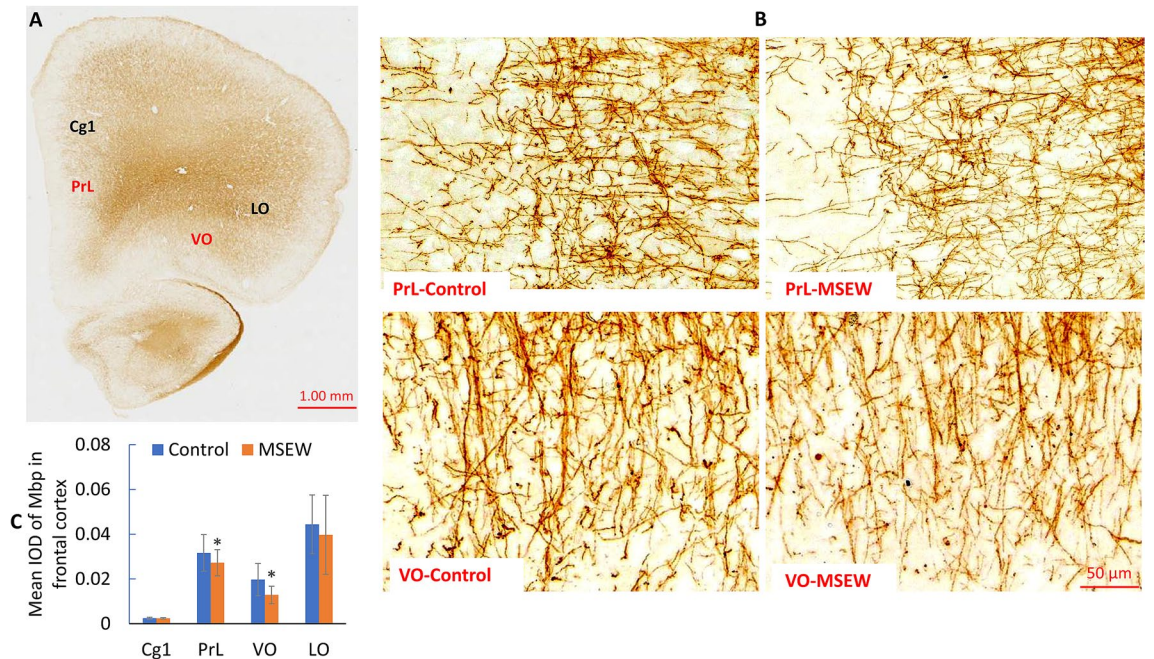 A
B
Cg1
PrL
LO
VO
1.00 mm
PrL-Control
PrL-MSEW
VO-Control
VO-MSEW
50 µm
C
Mean IOD of Mbp in
frontal cortex
Control
MSEW
0.08
0.06
0.04
0.02
0
*
*
Cg1
PrL
VO
LO